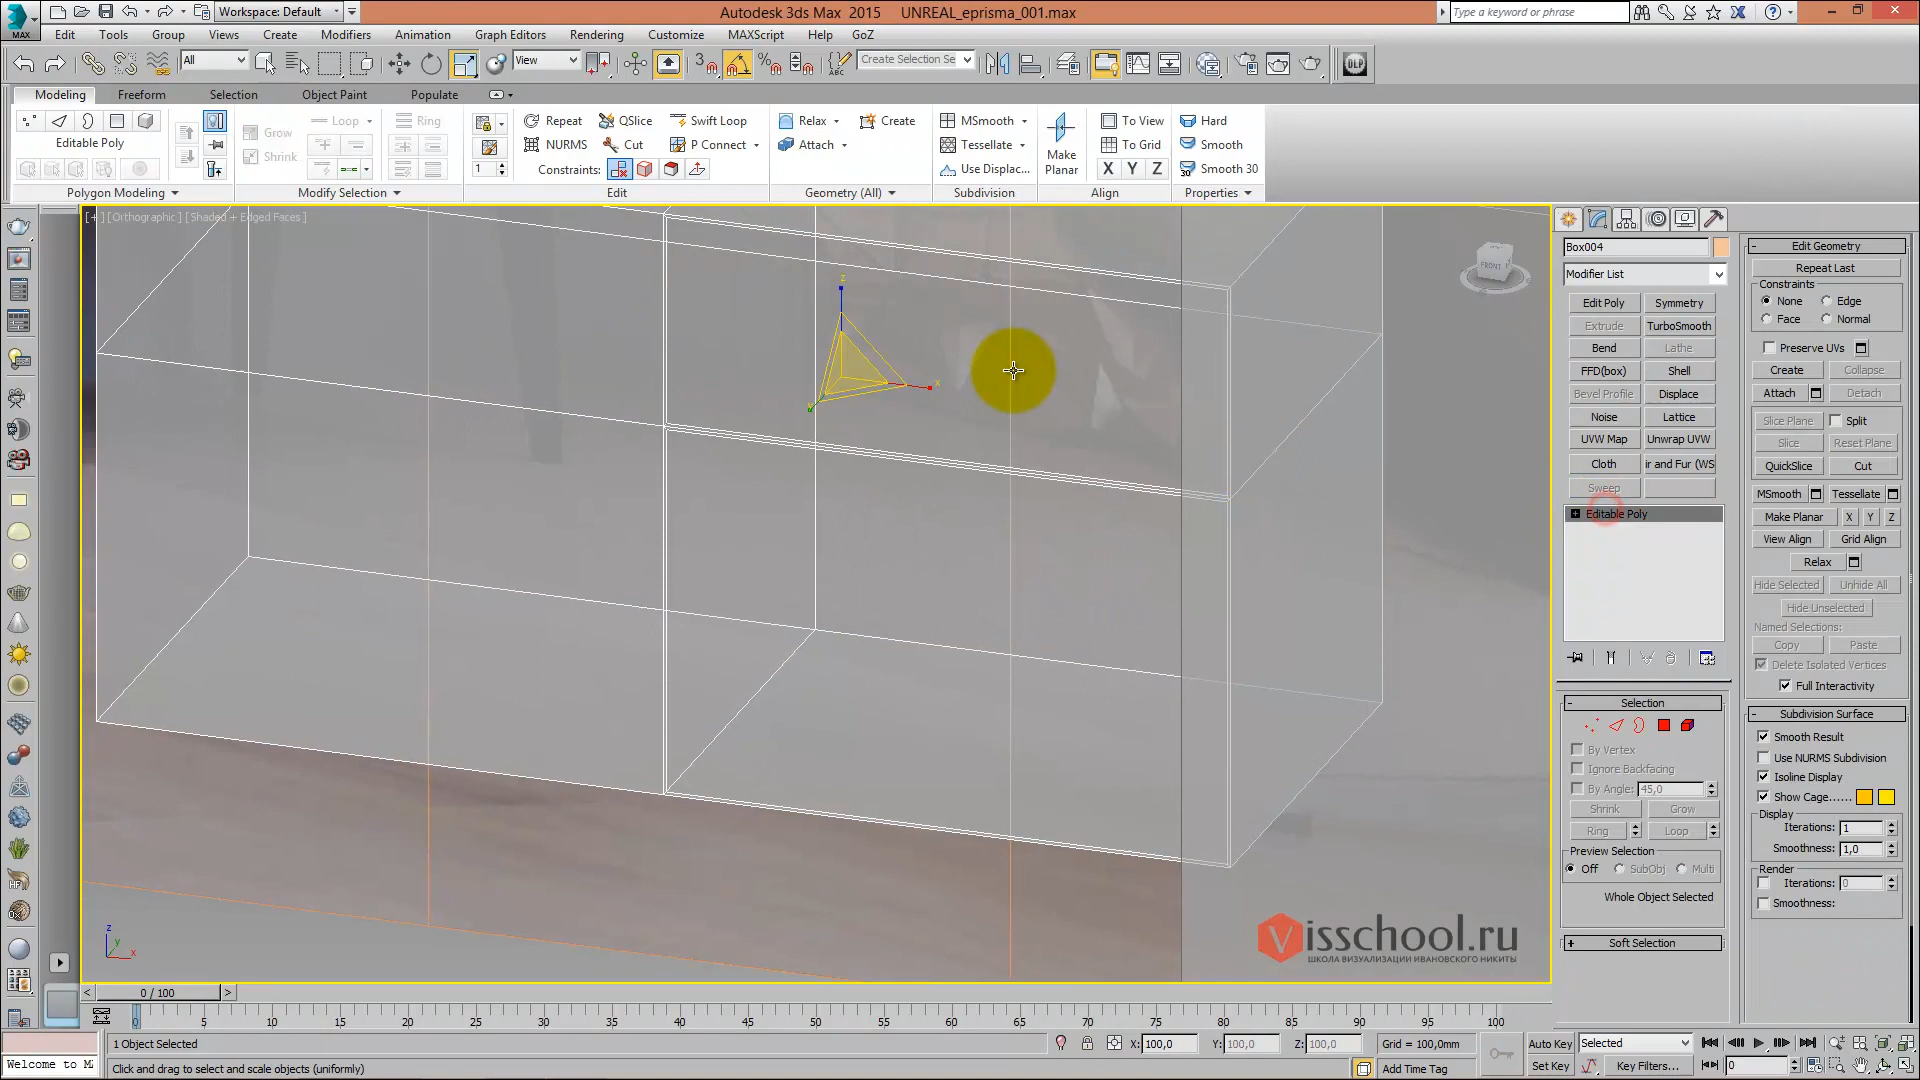 MAX
Workspace: Default
Autodesk 3ds Max 2015 UNREAL_eprisma_001.max
Type a keyword or phrase
Edit Tools Group Views Create Modifiers Animation Graph Editors Rendering Customize MAXScript Help GoZ
All View 3 ABC Create Selection Se DLP
Modeling Freeform Selection Object Paint Populate
Loop Ring Repeat QSlice Swift Loop Relax Create MSmooth To View Hard
Grow
Editable Poly NURMS Cut P Connect Attach Tessellate Make Planar To Grid Smooth
Shrink
1 Constraints: Use Displac... X Y Z 30 Smooth 30
Polygon Modeling Modify Selection Edit Geometry (All) Subdivision Align Properties
[+] [Orthographic] [Shaded + Edged Faces]
FRONT
z
x
y
z
y
x
Visschool.ru
ШКОЛА ВИЗУАЛИЗАЦИИ ИВАНОВСКОГО НИКИТЫ
Box004
Modifier List
Edit Poly Symmetry
Extrude TurboSmooth
Bend Lathe
FFD(box) Shell
Bevel Profile Displace
Noise Lattice
UVW Map Unwrap UVW
Cloth ir and Fur (WS
Sweep
Editable Poly
Selection
By Vertex
Ignore Backfacing
By Angle: 45,0
Shrink Grow
Ring Loop
Preview Selection
Off SubObj Multi
Whole Object Selected
Soft Selection
Edit Geometry
Repeat Last
Constraints
None Edge
Face Normal
Preserve UVs
Create Collapse
Attach Detach
Slice Plane Split
Slice Reset Plane
QuickSlice Cut
MSmooth Tessellate
Make Planar X Y Z
View Align Grid Align
Relax
Hide Selected Unhide All
Hide Unselected
Named Selections:
Copy Paste
Delete Isolated Vertices
Full Interactivity
Subdivision Surface
Smooth Result
Use NURMS Subdivision
Isoline Display
Show Cage......
Display
Iterations: 1
Smoothness: 1,0
Render
Iterations: 0
Smoothness:
< 0 / 100 >
0 5 10 15 20 25 30 35 40 45 50 55 60 65 70 75 80 85 90 95 100
1 Object Selected X: 100,0 Y: 100,0 Z: 100,0 Grid = 100,0mm Auto Key Selected
Welcome to M Click and drag to select and scale objects (uniformly) Add Time Tag Set Key Key Filters... 0